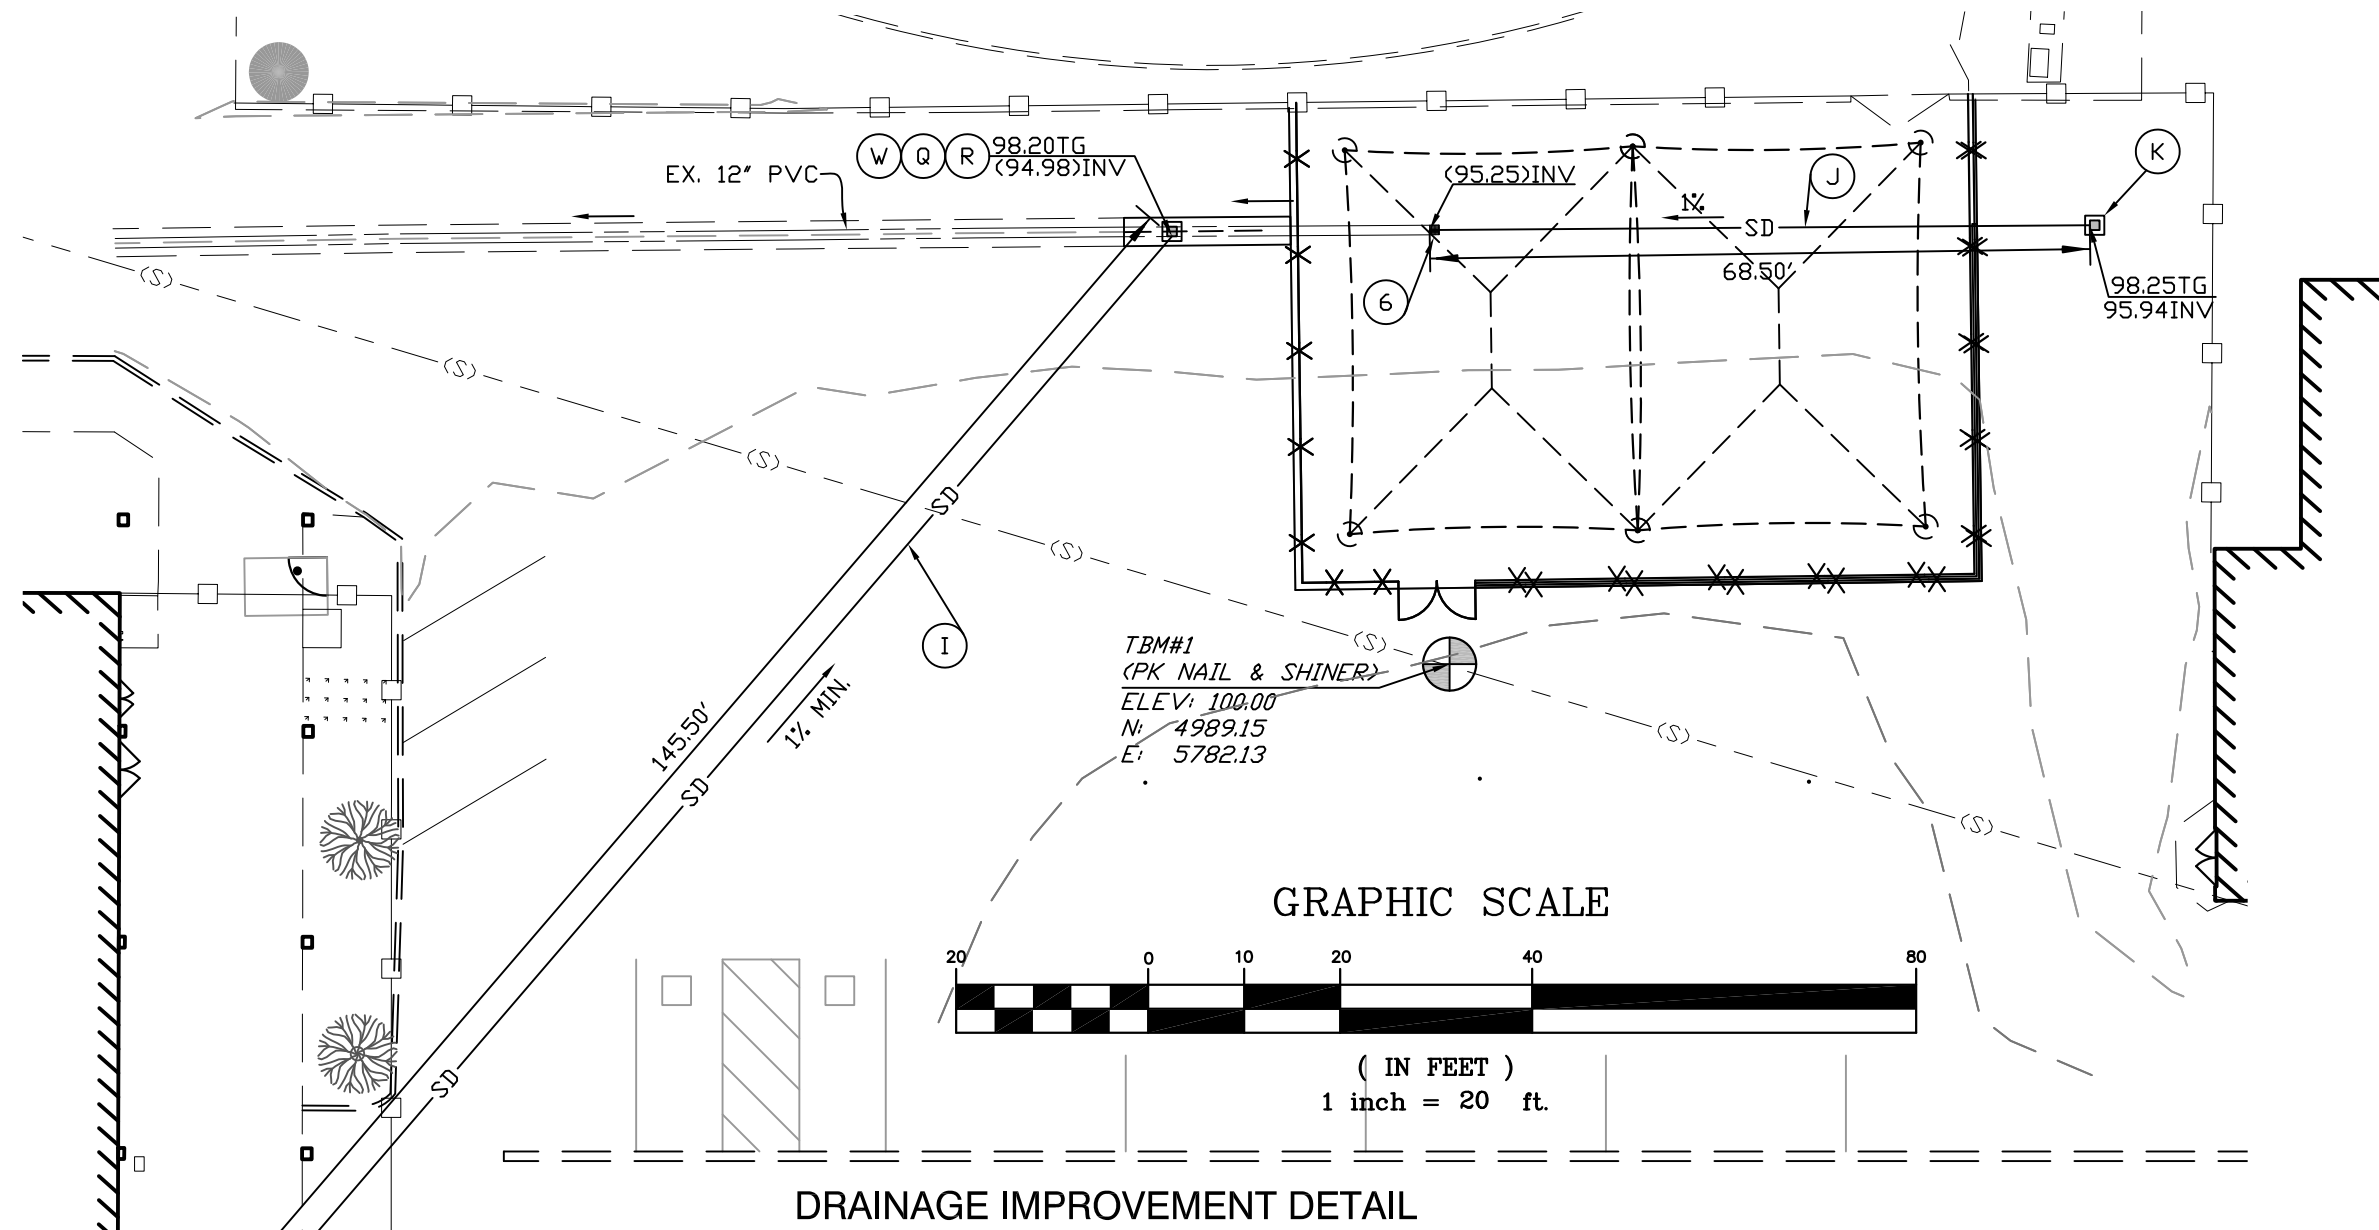 W Q R 98.20TG
(94.98)INV
EX. 12" PVC
(95.25)INV
J
K
1%
SD
68.50'
6
98.25TG
95.94INV
(S)
(S)
(S)
(S)
(S)
(S)
(S)
SD
I
TBM#1
(PK NAIL & SHINER)
ELEV: 100.00
N: 4989.15
E: 5782.13
145.50'
1% MIN.
SD
SD
GRAPHIC SCALE
20 0 10 20 40 80
( IN FEET )
1 inch = 20 ft.
DRAINAGE IMPROVEMENT DETAIL